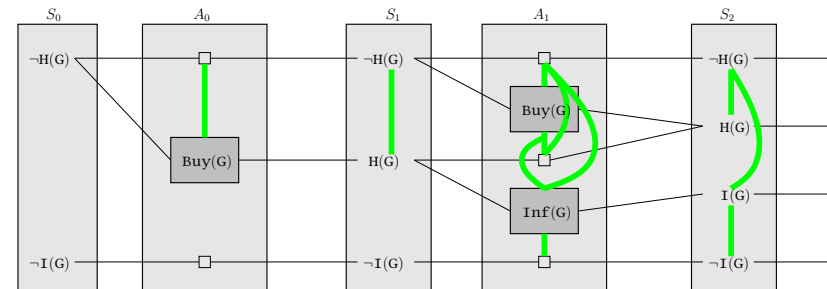 S₀ A₀ S₁ A₁ S₂
¬H(G) ¬H(G) ¬H(G)
Buy(G)
H(G)
Buy(G) H(G)
I(G)
Inf(G)
¬I(G) ¬I(G) ¬I(G)